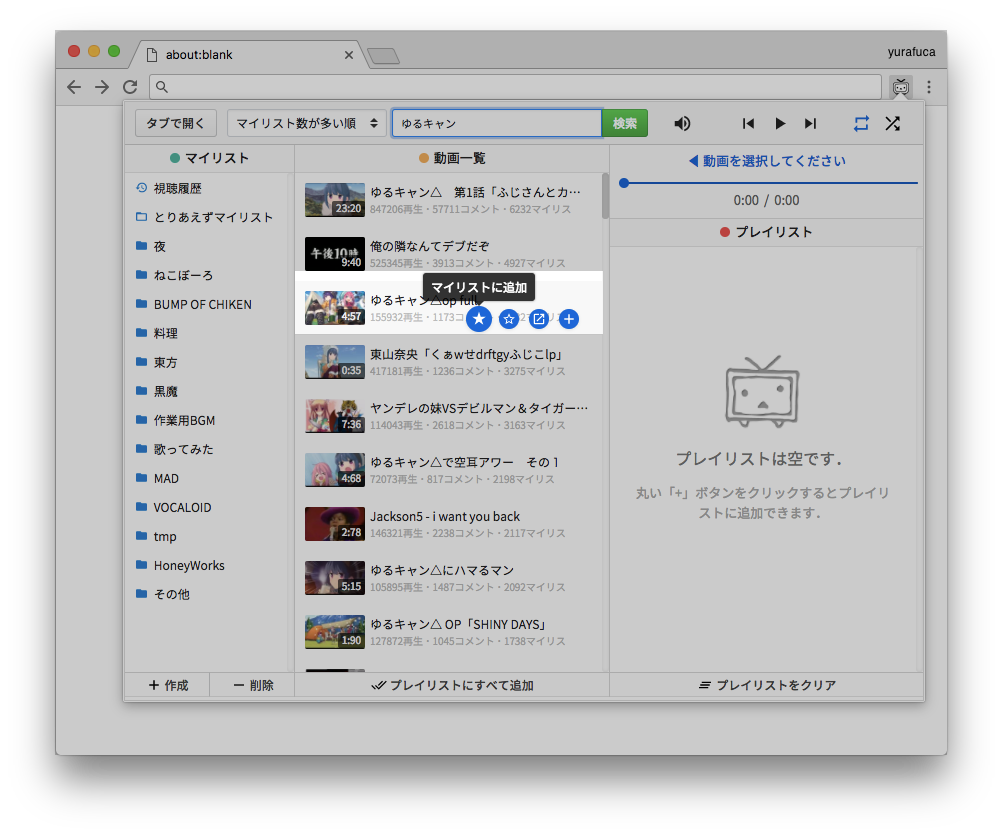 about:blank
yurafuca
タブで開く
マイリスト数が多い順
ゆるキャン
検索
マイリスト
視聴履歴
とりあえずマイリスト
夜
ねこぼーろ
BUMP OF CHIKEN
料理
東方
黒魔
作業用BGM
歌ってみた
MAD
VOCALOID
tmp
HoneyWorks
その他
作成
削除
動画一覧
23:20
ゆるキャン△　第1話「ふじさんとカ…
847206再生・57711コメント・6232マイリス
午後10時
9:40
俺の隣なんてデブだぞ
525345再生・3913コメント・4927マイリス
マイリストに追加
4:57
ゆるキャン△op full
155932再生・1173コ
0:35
東山奈央「くぁwせdrftgyふじこlp」
417181再生・1236コメント・3275マイリス
7:36
ヤンデレの妹VSデビルマン＆タイガー…
114043再生・2618コメント・3163マイリス
4:68
ゆるキャン△で空耳アワー　その１
72073再生・817コメント・2198マイリス
2:78
Jackson5 - i want you back
146321再生・2238コメント・2117マイリス
5:15
ゆるキャン△にハマるマン
105895再生・1487コメント・2092マイリス
1:90
ゆるキャン△ OP「SHINY DAYS」
127872再生・1045コメント・1738マイリス
プレイリストにすべて追加
動画を選択してください
0:00 / 0:00
プレイリスト
プレイリストは空です．
丸い「+」ボタンをクリックするとプレイリ
ストに追加できます．
プレイリストをクリア